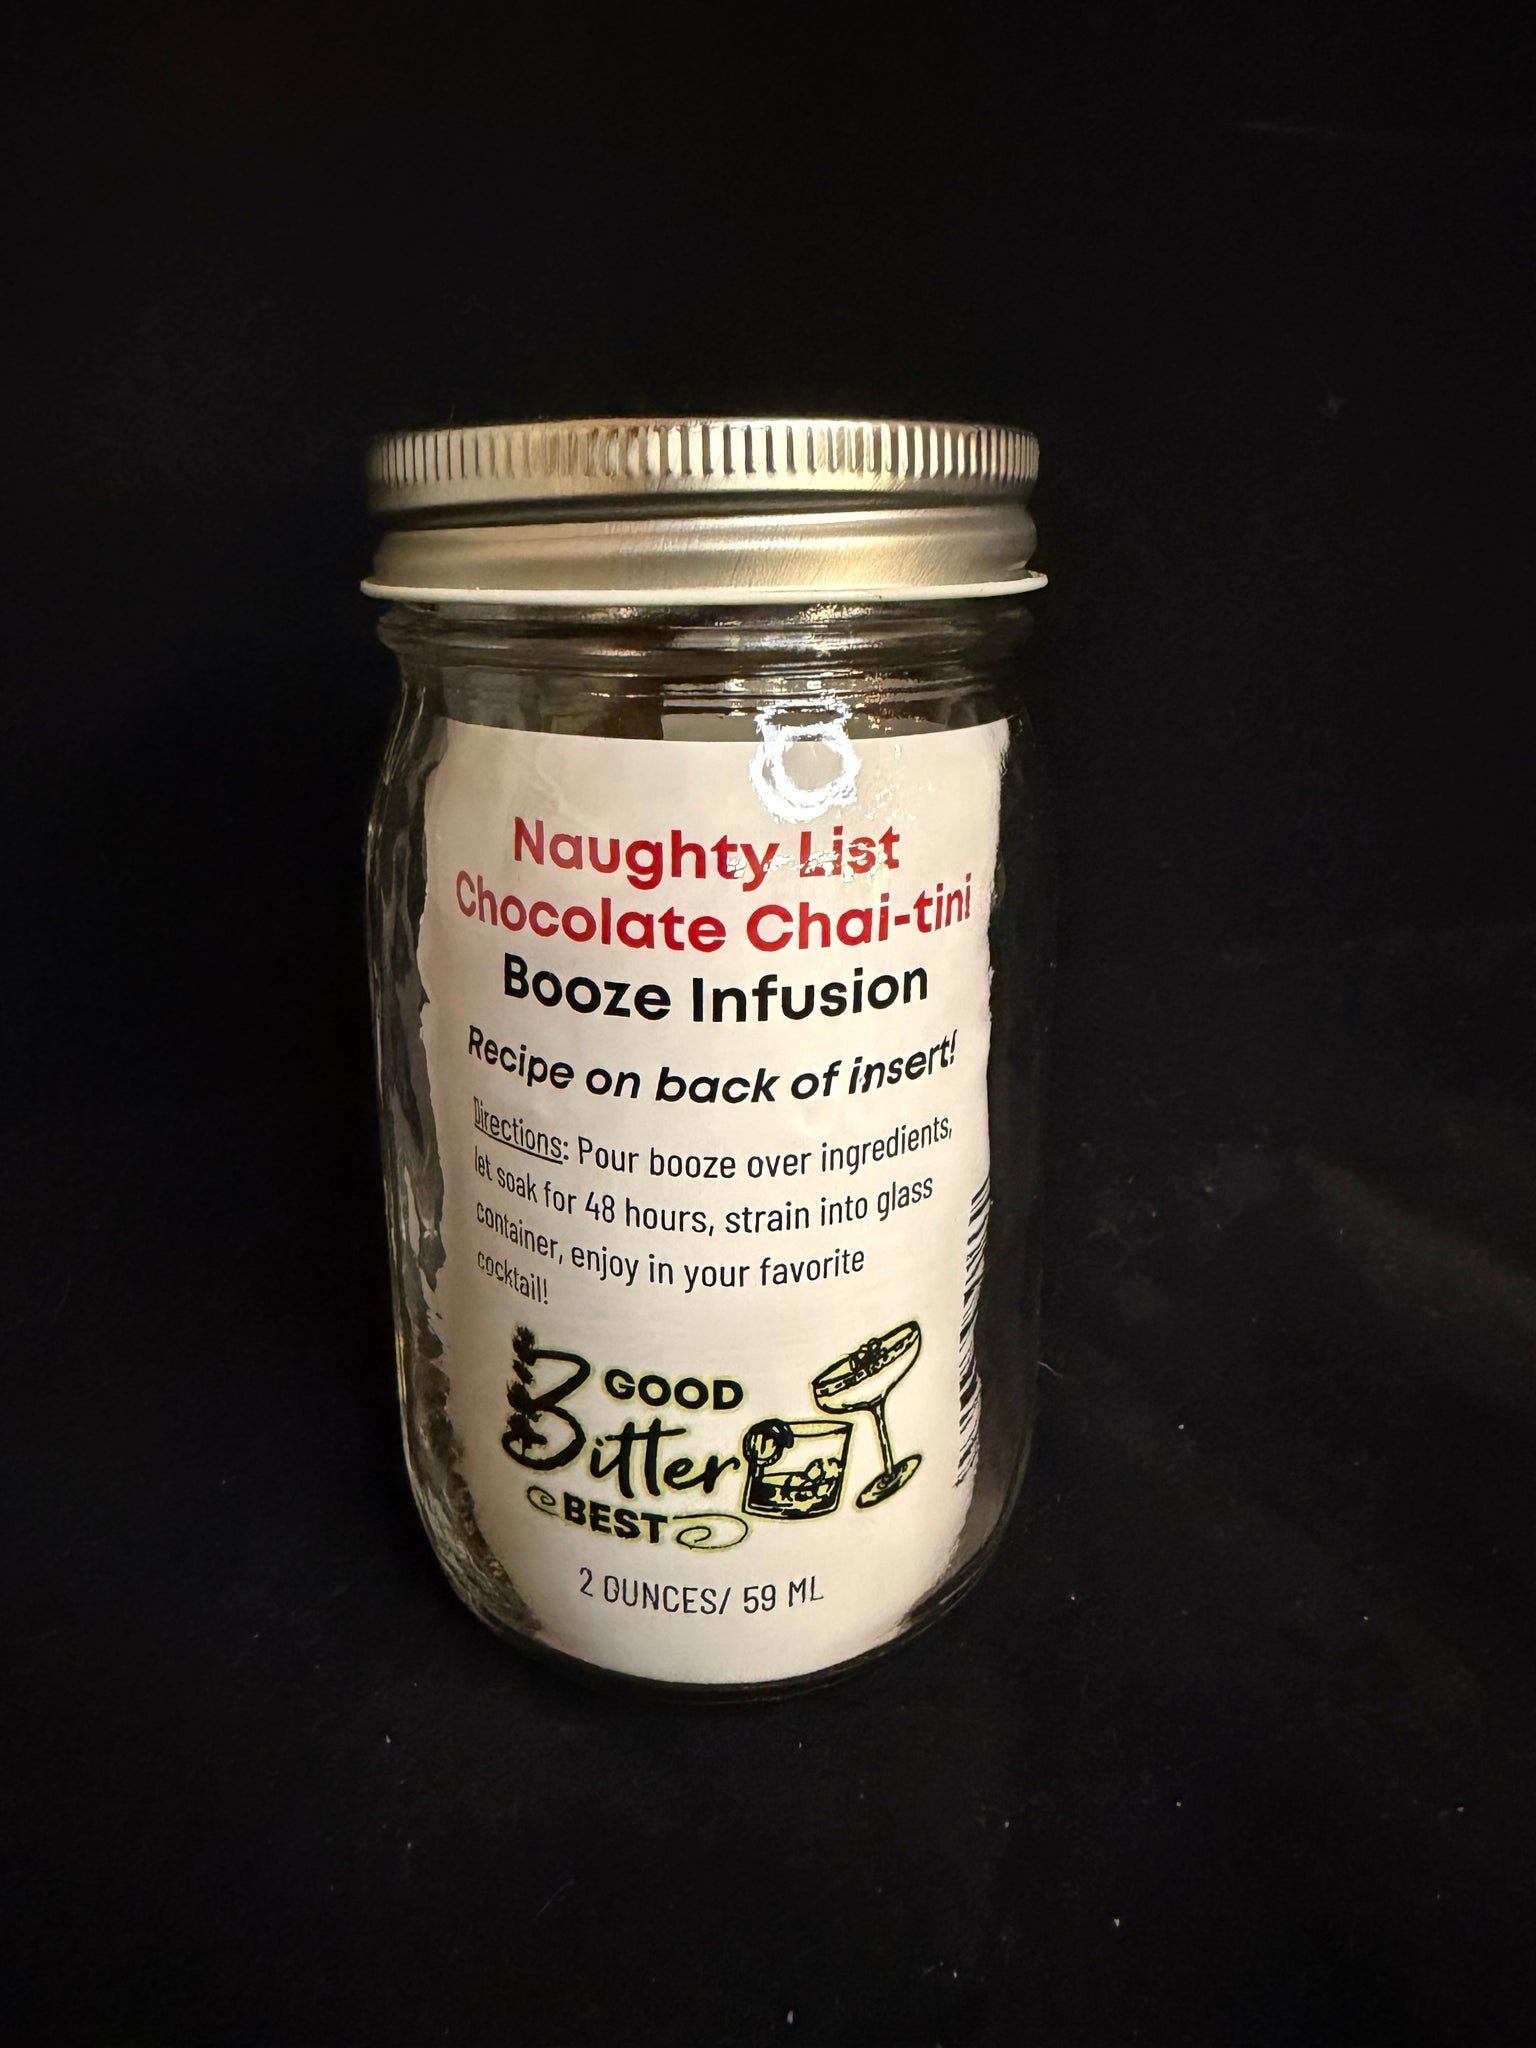 Naughty List
Chocolate Chai-tini
Booze Infusion
Recipe on back of insert!
Directions: Pour booze over ingredients,
let soak for 48 hours, strain into glass
container, enjoy in your favorite
cocktail!
GOOD
Bitter
BEST
2 OUNCES/ 59 ML